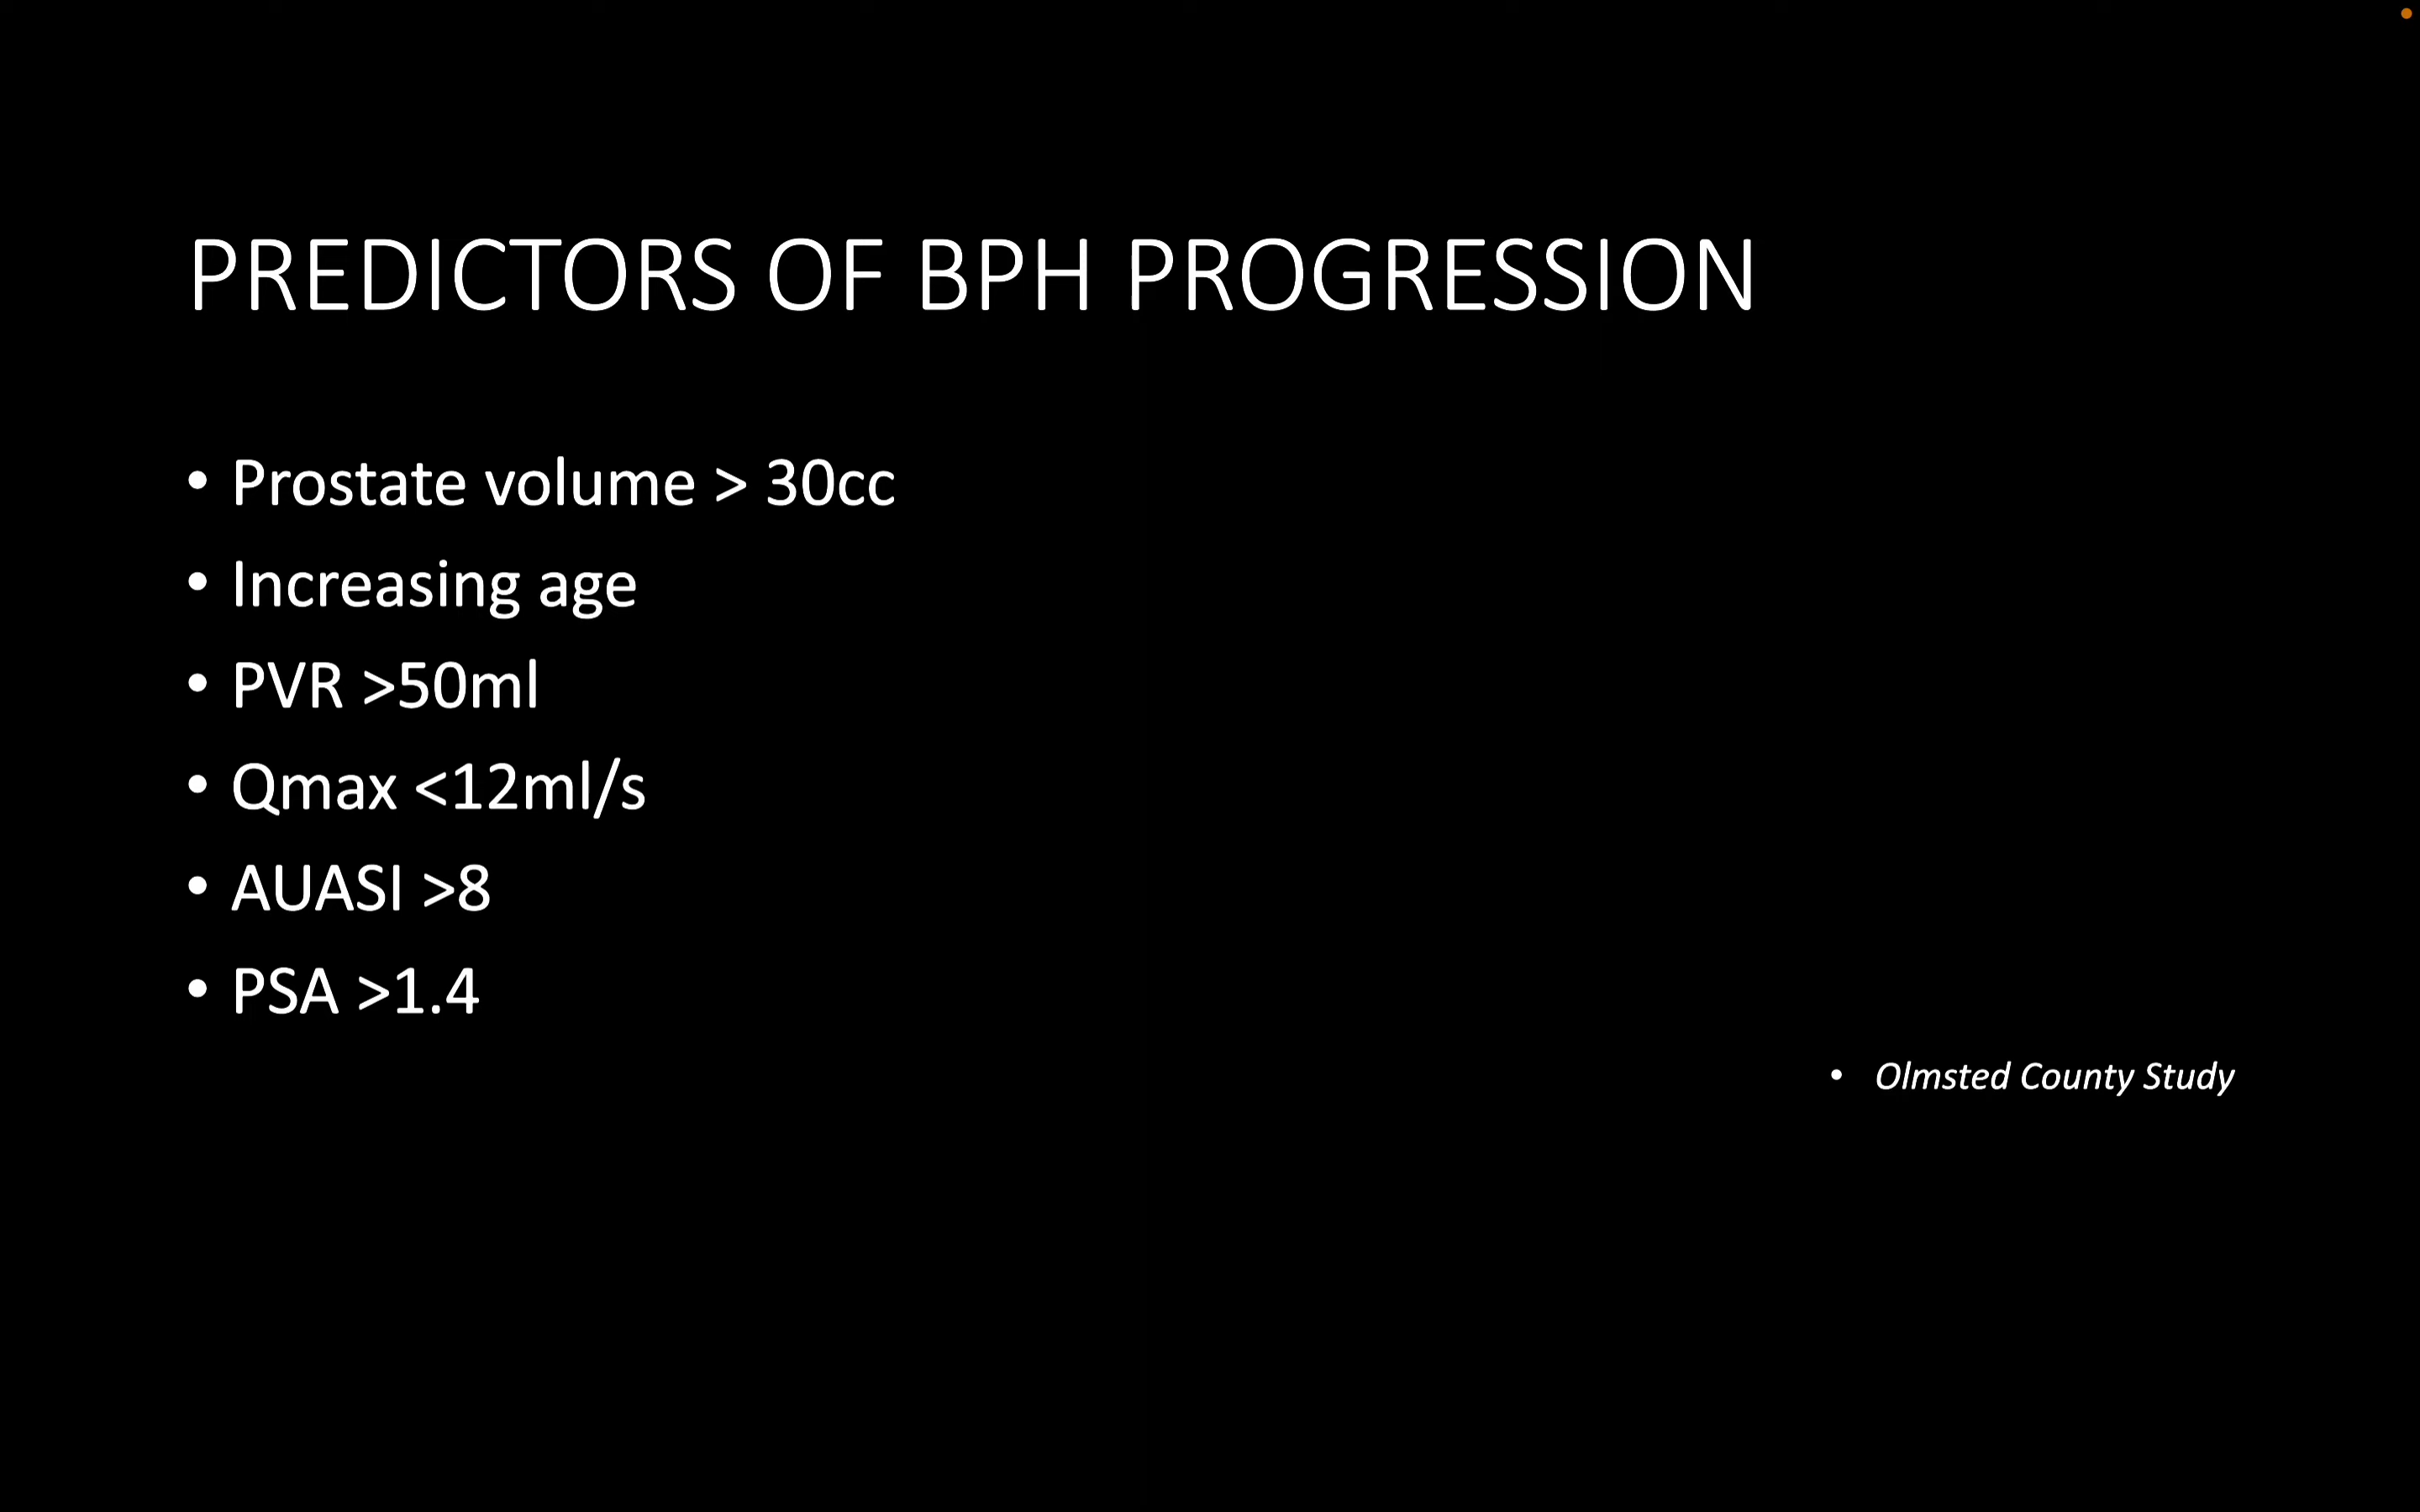 PREDICTORS OF BPH PROGRESSION
• Prostate volume > 30cc
• Increasing age
• PVR >50ml
• Qmax <12ml/s
• AUASI >8
• PSA >1.4
• Olmsted County Study